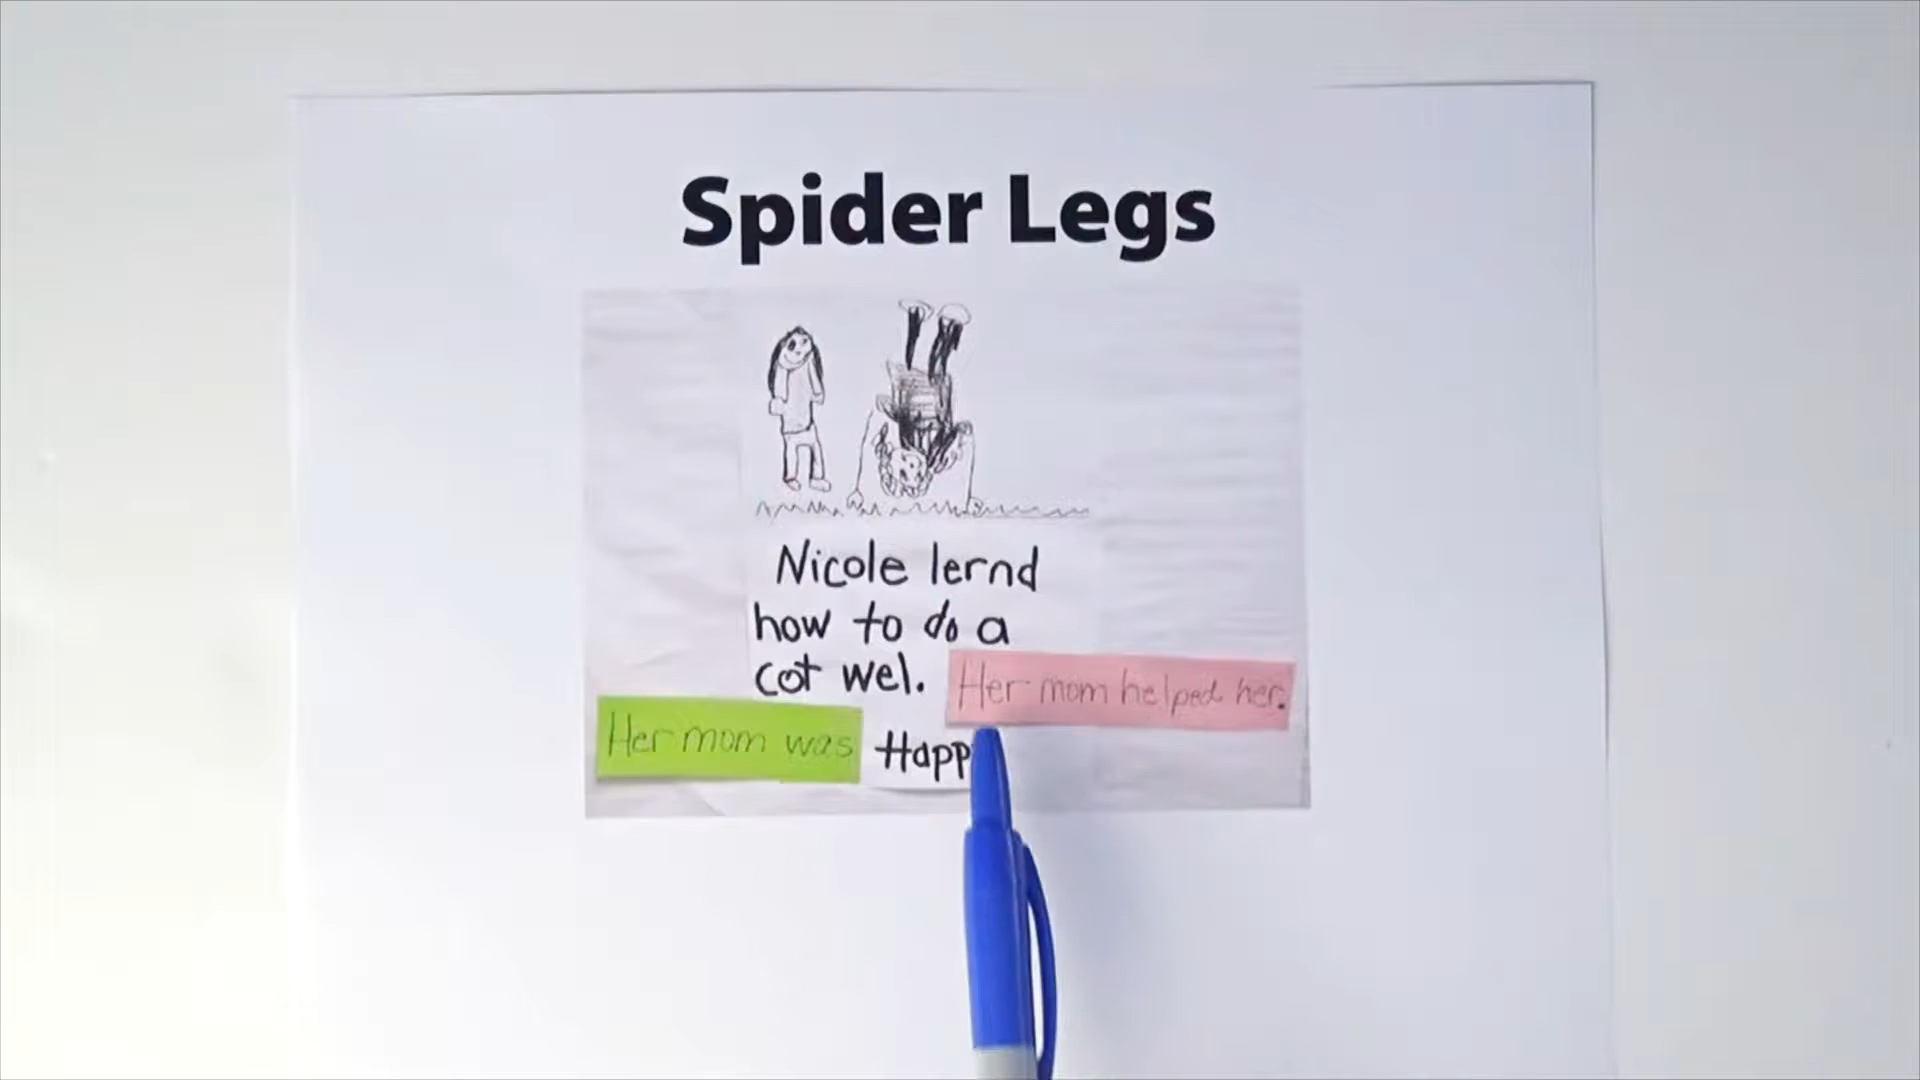 Spider Legs
Nicole lernd
how to do a
cot wel. Her mom helped her.
Her mom was Happ